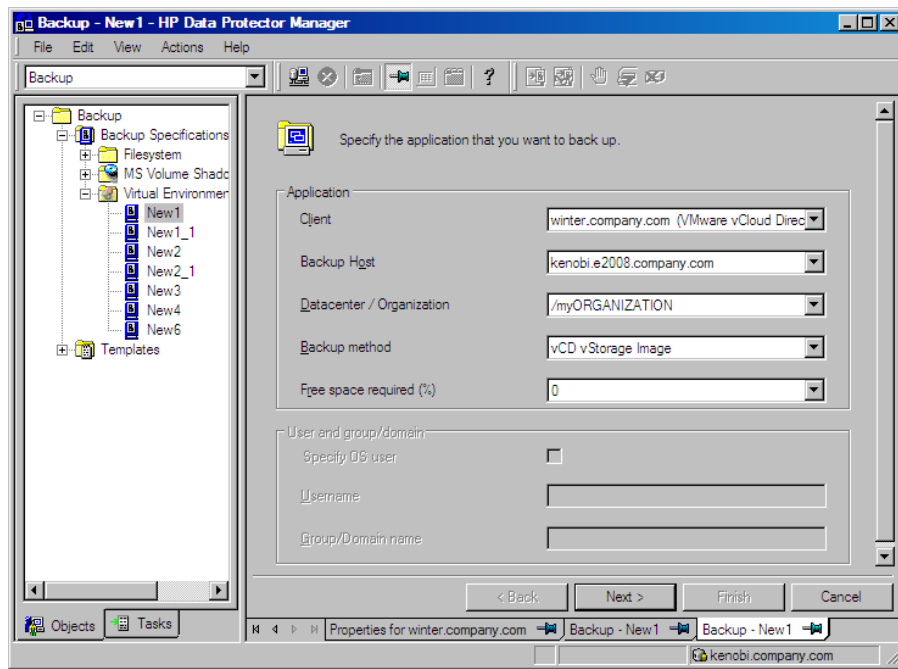 Backup - New1 - HP Data Protector Manager
File Edit View Actions Help
Backup
Backup
Backup Specifications
Filesystem
MS Volume Shado
Virtual Environmer
New1
New1_1
New2
New2_1
New3
New4
New6
Templates
Objects Tasks
Specify the application that you want to back up.
Application
Client winter.company.com (VMware vCloud Direc
Backup Host kenobi.e2008.company.com
Datacenter / Organization /myORGANIZATION
Backup method vCD vStorage Image
Free space required (%) 0
User and group/domain
Specify OS user
Username
Group/Domain name
< Back Next > Finish Cancel
Properties for winter.company.com Backup - New1 Backup - New1
kenobi.company.com